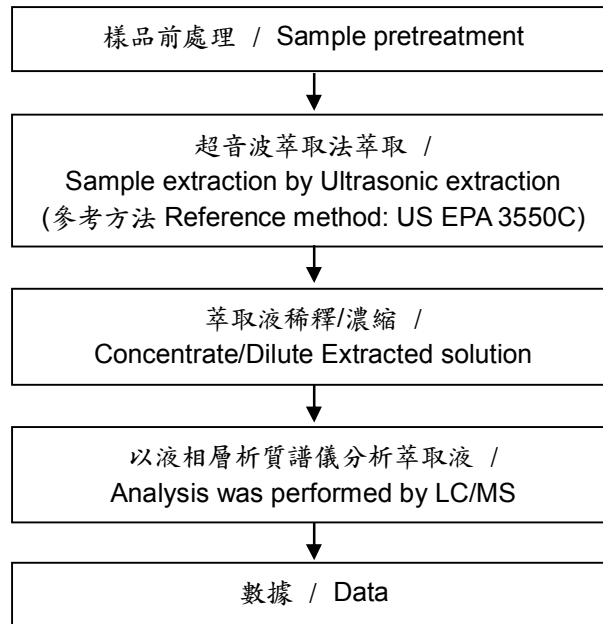 樣品前處理 / Sample pretreatment
超音波萃取法萃取 /
Sample extraction by Ultrasonic extraction
(參考方法 Reference method: US EPA 3550C)
萃取液稀釋/濃縮 /
Concentrate/Dilute Extracted solution
以液相層析質譜儀分析萃取液 /
Analysis was performed by LC/MS
數據 / Data